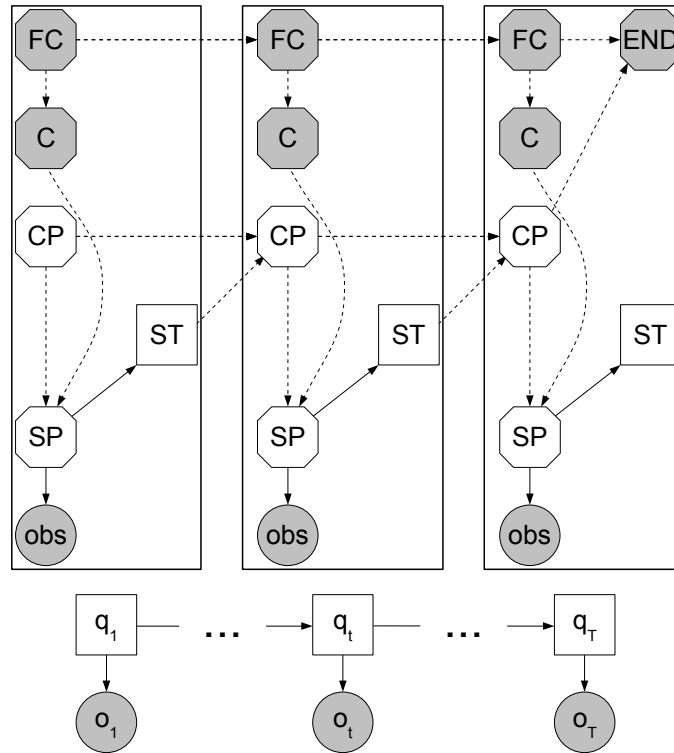 FC FC FC END
C C C
CP CP CP
ST ST ST
SP SP SP
obs obs obs
q1 ... qt ... qT
o1 ot oT